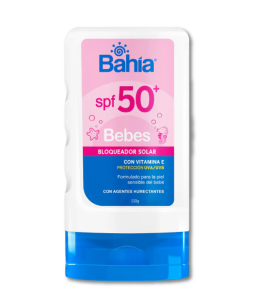 Bahía
spf 50+
Bebes
BLOQUEADOR SOLAR
CON VITAMINA E
PROTECCIÓN UVA/UVB
Formulado para la piel
sensible del bebé
CON AGENTES HUMECTANTES